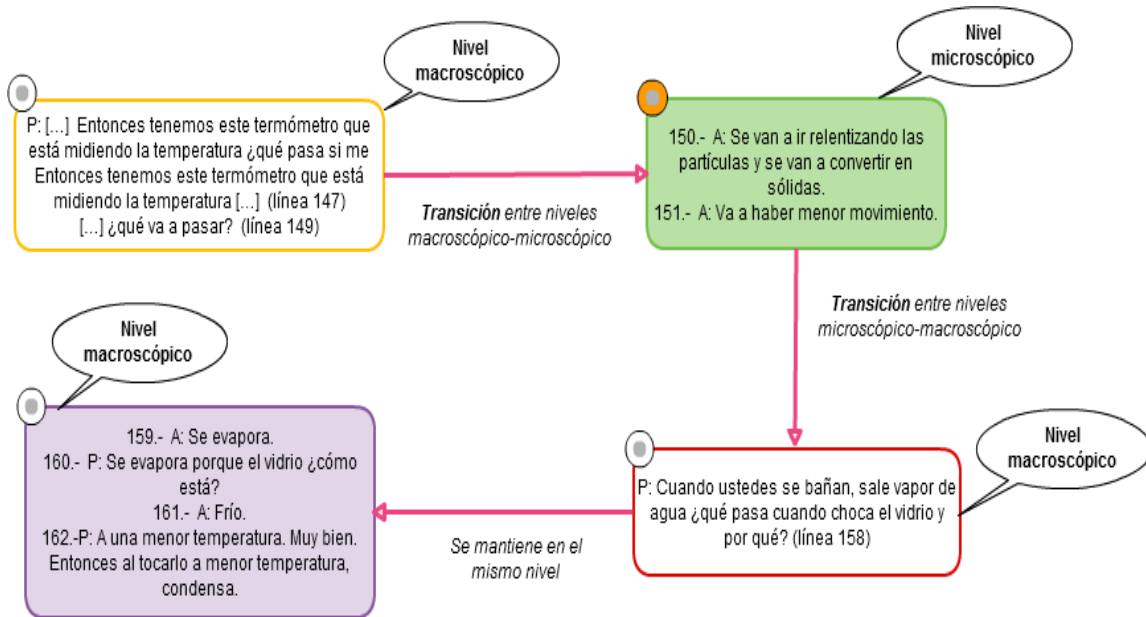 Nivel
macroscópico
P: […] Entonces tenemos este termómetro que
está midiendo la temperatura ¿qué pasa si me
Entonces tenemos este termómetro que está
midiendo la temperatura […] (línea 147)
[…] ¿qué va a pasar? (línea 149)
Transición entre niveles
macroscópico-microscópico
Nivel
microscópico
150.- A: Se van a ir relentizando las
partículas y se van a convertir en
sólidas.
151.- A: Va a haber menor movimiento.
Transición entre niveles
microscópico-macroscópico
Nivel
macroscópico
P: Cuando ustedes se bañan, sale vapor de
agua ¿qué pasa cuando choca el vidrio y
por qué? (línea 158)
Se mantiene en el
mismo nivel
Nivel
macroscópico
159.- A: Se evapora.
160.- P: Se evapora porque el vidrio ¿cómo
está?
161.- A: Frío.
162.-P: A una menor temperatura. Muy bien.
Entonces al tocarlo a menor temperatura,
condensa.